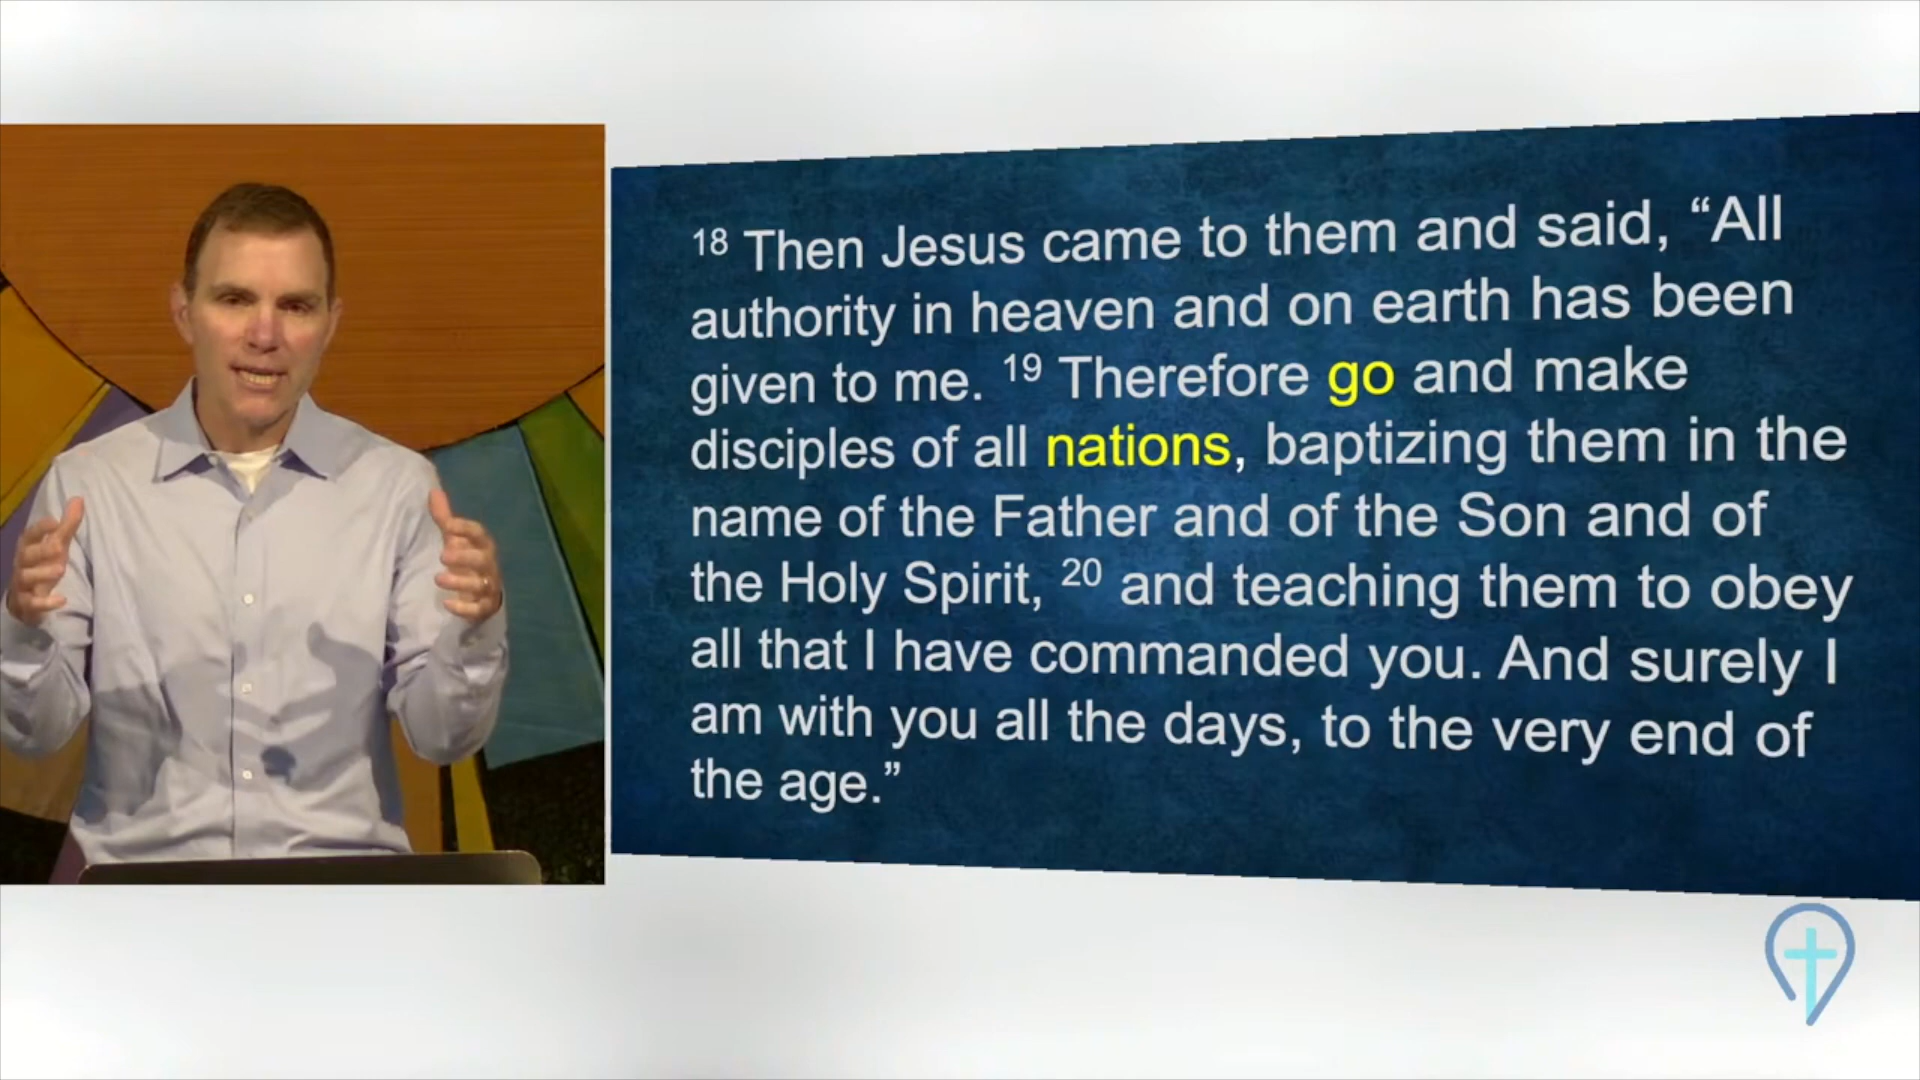 18 Then Jesus came to them and said, “All
authority in heaven and on earth has been
given to me. 19 Therefore go and make
disciples of all nations, baptizing them in the
name of the Father and of the Son and of
the Holy Spirit, 20 and teaching them to obey
all that I have commanded you. And surely I
am with you all the days, to the very end of
the age.”